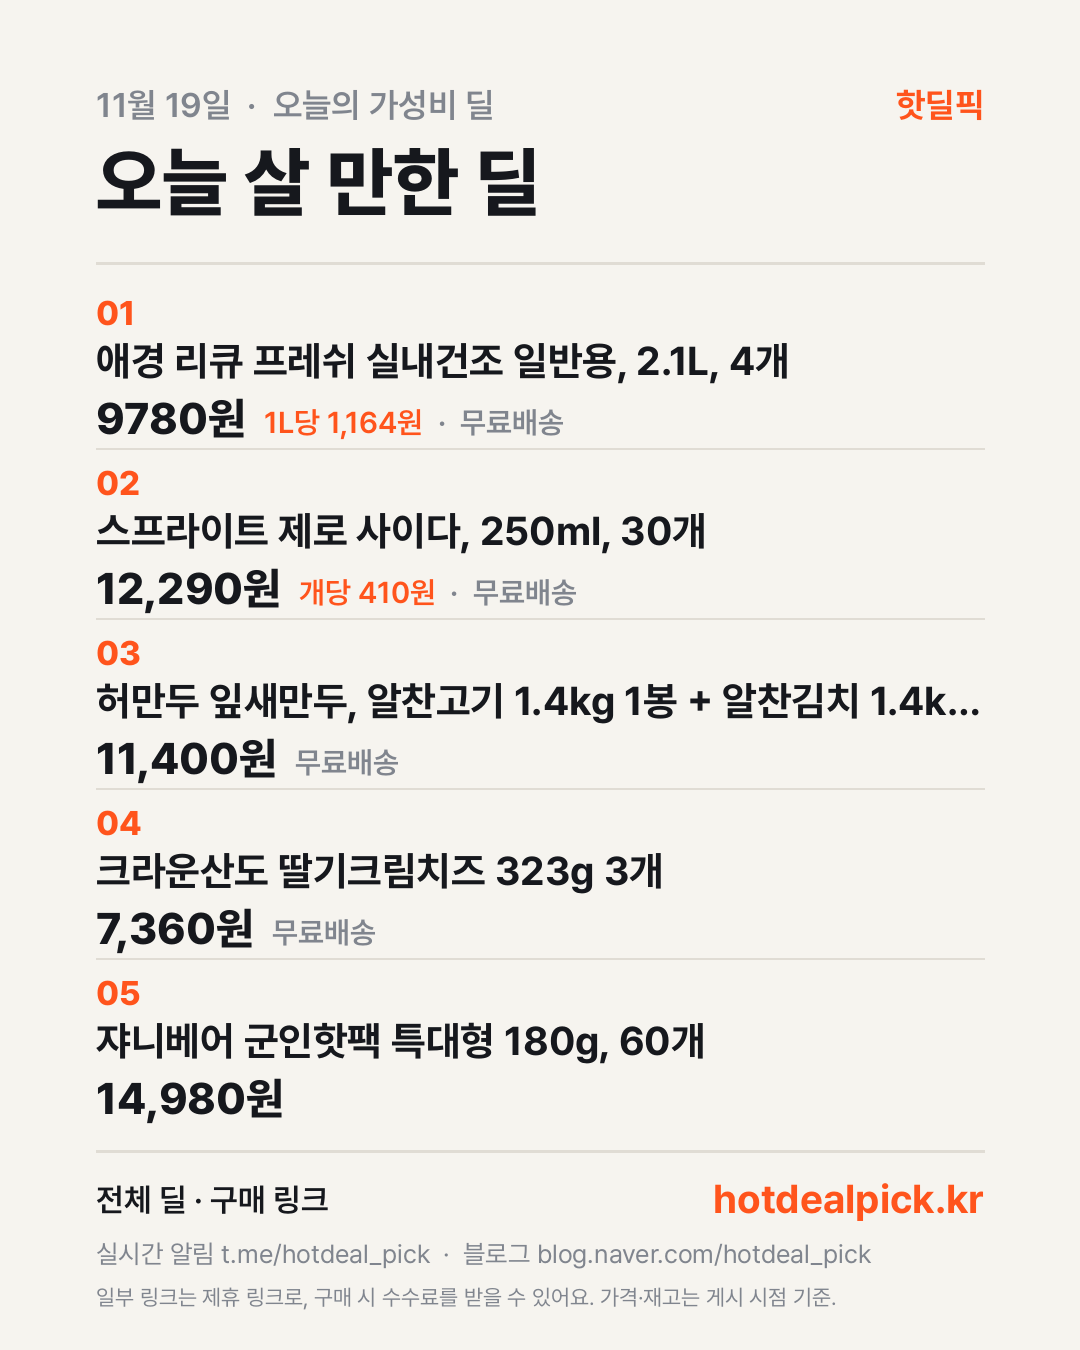 11월 19일 · 오늘의 가성비 딜
핫딜픽
오늘 살 만한 딜
01
애경 리큐 프레쉬 실내건조 일반용, 2.1L, 4개
9780원 1L당 1,164원 · 무료배송
02
스프라이트 제로 사이다, 250ml, 30개
12,290원 개당 410원 · 무료배송
03
허만두 잎새만두, 알찬고기 1.4kg 1봉 + 알찬김치 1.4k...
11,400원 무료배송
04
크라운산도 딸기크림치즈 323g 3개
7,360원 무료배송
05
쟈니베어 군인핫팩 특대형 180g, 60개
14,980원
전체 딜 · 구매 링크
hotdealpick.kr
실시간 알림 t.me/hotdeal_pick · 블로그 blog.naver.com/hotdeal_pick
일부 링크는 제휴 링크로, 구매 시 수수료를 받을 수 있어요. 가격·재고는 게시 시점 기준.